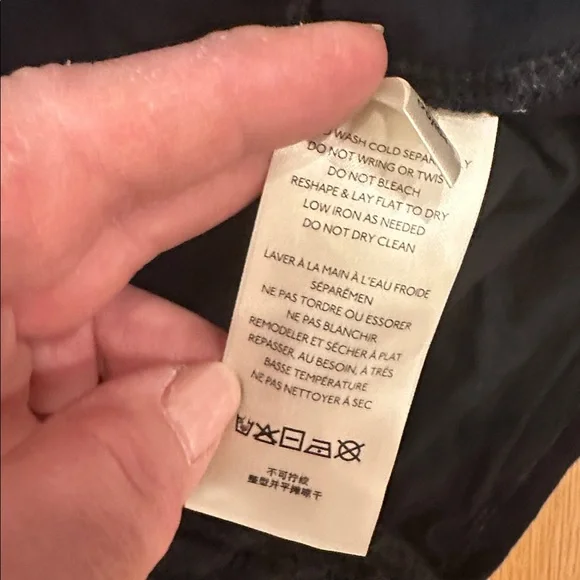 WASH COLD
DO NOT WRING OR TWIS
DO NOT BLEACH
RESHAPE & LAY FLAT TO DRY
LOW IRON AS NEEDED
DO NOT DRY CLEAN
LAVER À LA MAIN À L'EAU FROIDE
SÉPARÉMEN
NE PAS TORDRE OU ESSORER
NE PAS BLANCHIR
REMODELER ET SÉCHER À PLAT
REPASSER, AU BESOIN, À TRÈS
BASSE TEMPÉRATURE
NE PAS NETTOYER À SEC
不可拧绞
整型并平摊晾干